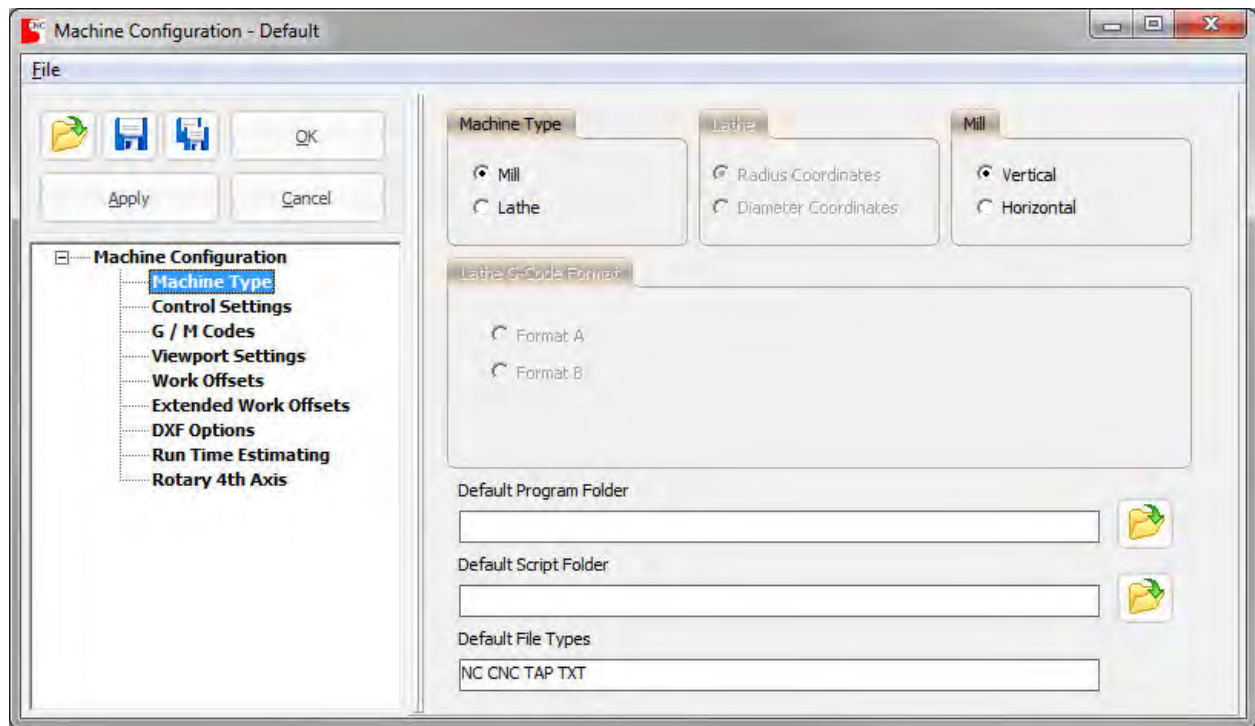 CNC
Machine Configuration - Default
File
OK
Apply
Cancel
Machine Configuration
Machine Type
Control Settings
G / M Codes
Viewport Settings
Work Offsets
Extended Work Offsets
DXF Options
Run Time Estimating
Rotary 4th Axis
Machine Type
Mill
Lathe
Lathe
Radius Coordinates
Diameter Coordinates
Mill
Vertical
Horizontal
Lathe G-Code Format
Format A
Format B
Default Program Folder
Default Script Folder
Default File Types
NC CNC TAP TXT